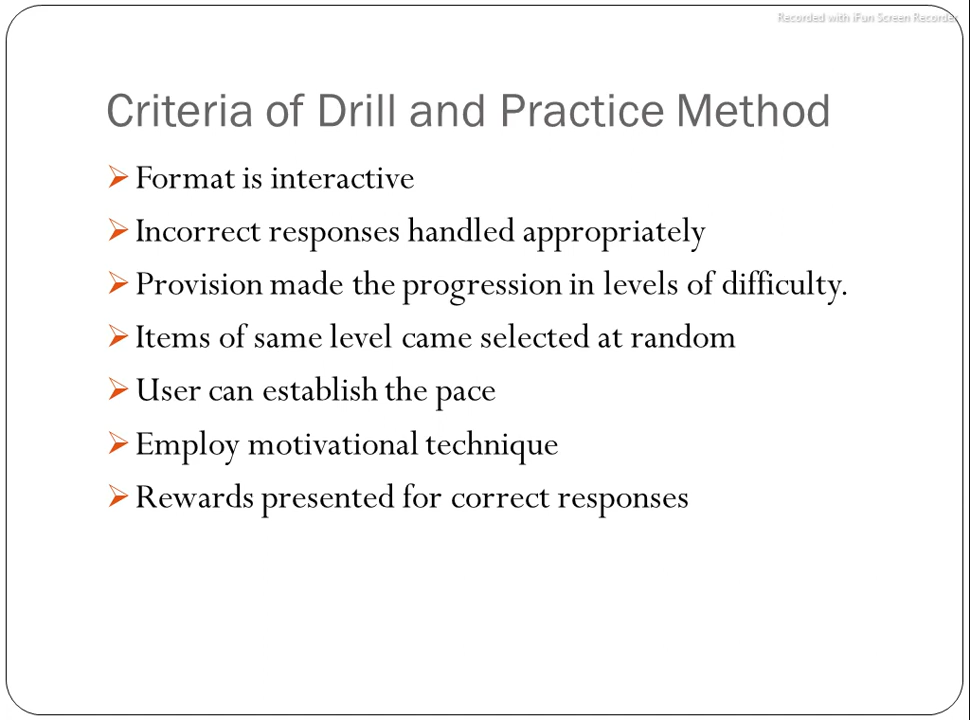 Recorded with iFun Screen Recorder
Criteria of Drill and Practice Method
Format is interactive
Incorrect responses handled appropriately
Provision made the progression in levels of difficulty.
Items of same level came selected at random
User can establish the pace
Employ motivational technique
Rewards presented for correct responses